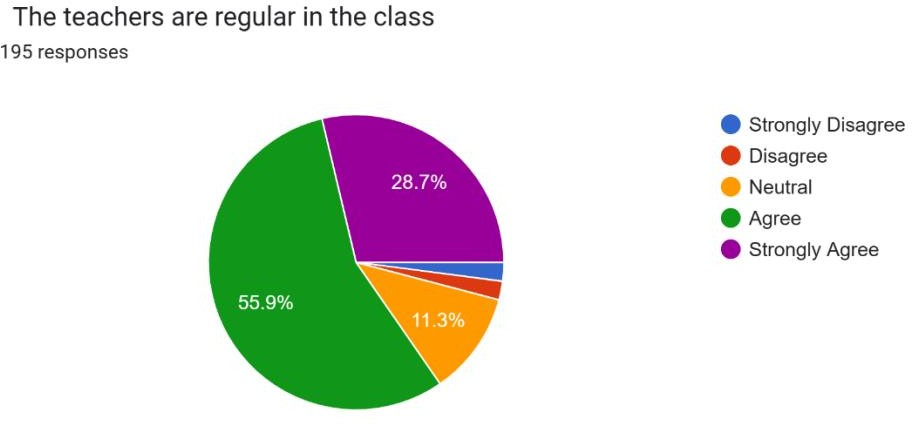 The teachers are regular in the class
195 responses
28.7%
55.9%
11.3%
Strongly Disagree
Disagree
Neutral
Agree
Strongly Agree